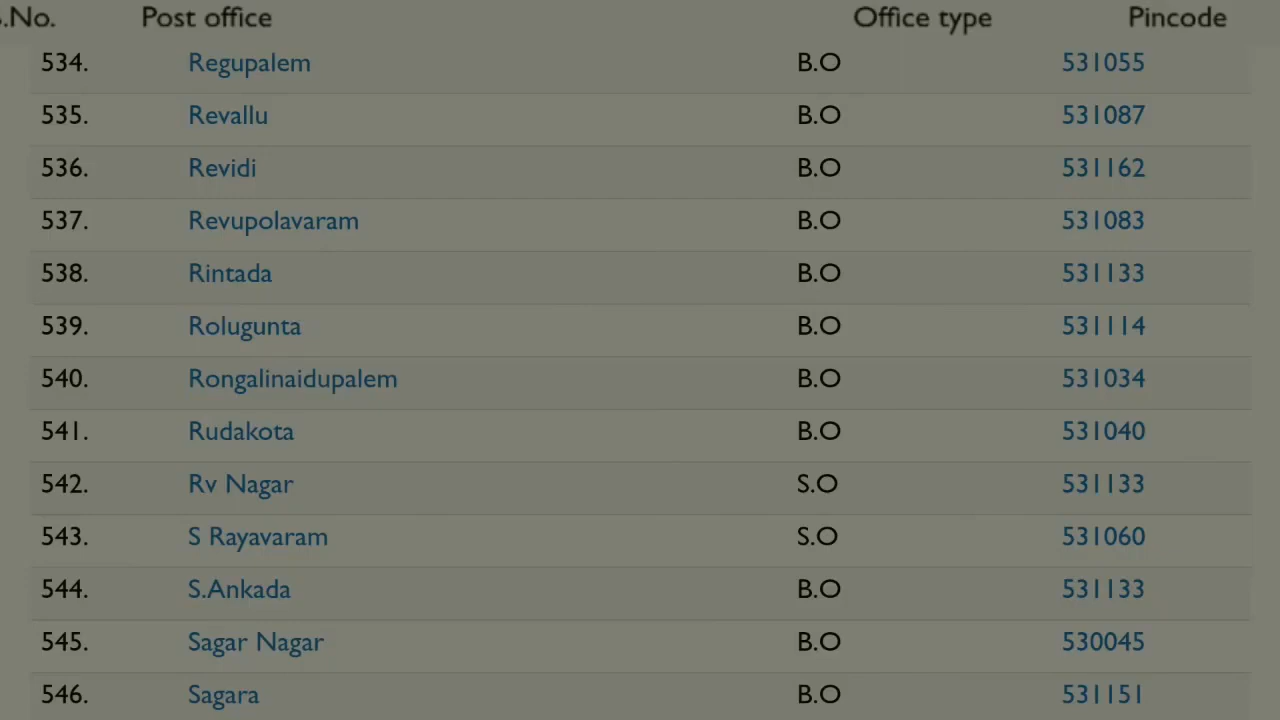 S.No. Post office Office type Pincode
534. Regupalem B.O 531055
535. Revallu B.O 531087
536. Revidi B.O 531162
537. Revupolavaram B.O 531083
538. Rintada B.O 531133
539. Rolugunta B.O 531114
540. Rongalinaidupalem B.O 531034
541. Rudakota B.O 531040
542. Rv Nagar S.O 531133
543. S Rayavaram S.O 531060
544. S.Ankada B.O 531133
545. Sagar Nagar B.O 530045
546. Sagara B.O 531151